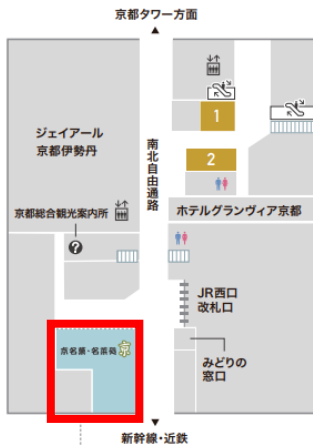 京都タワー方面
1
ジェイアール
京都伊勢丹
南北自由通路
2
京都総合観光案内所
?
ホテルグランヴィア京都
JR西口
改札口
京名菓・名菜処 京
みどりの
窓口
新幹線・近鉄